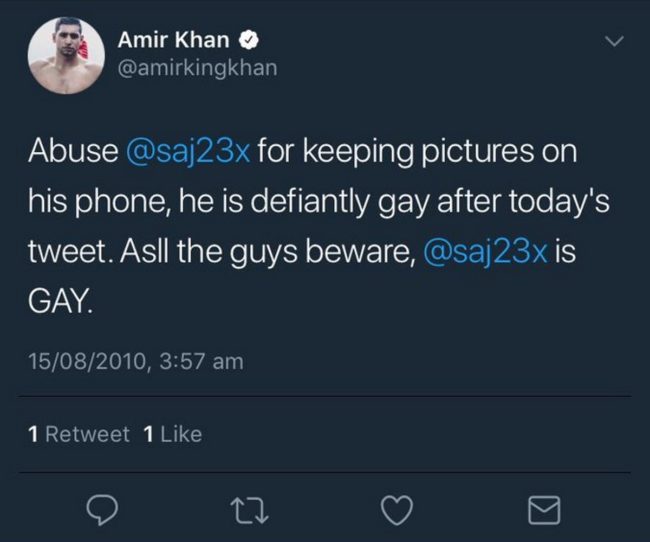 Amir Khan
@amirkingkhan
Abuse @saj23x for keeping pictures on
his phone, he is defiantly gay after today's
tweet. Asll the guys beware, @saj23x is
GAY.
15/08/2010, 3:57 am
1 Retweet 1 Like